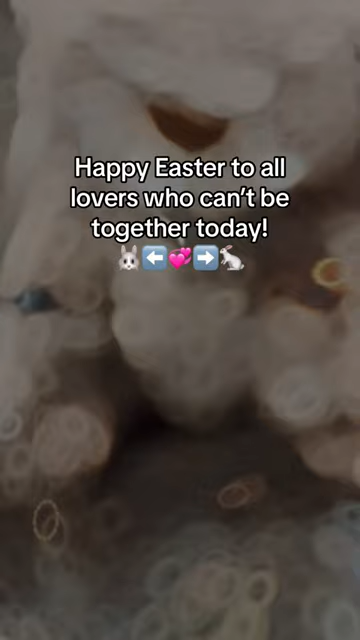 Happy Easter to all
lovers who can't be
together today!
🐰⬅️💞➡️🐇